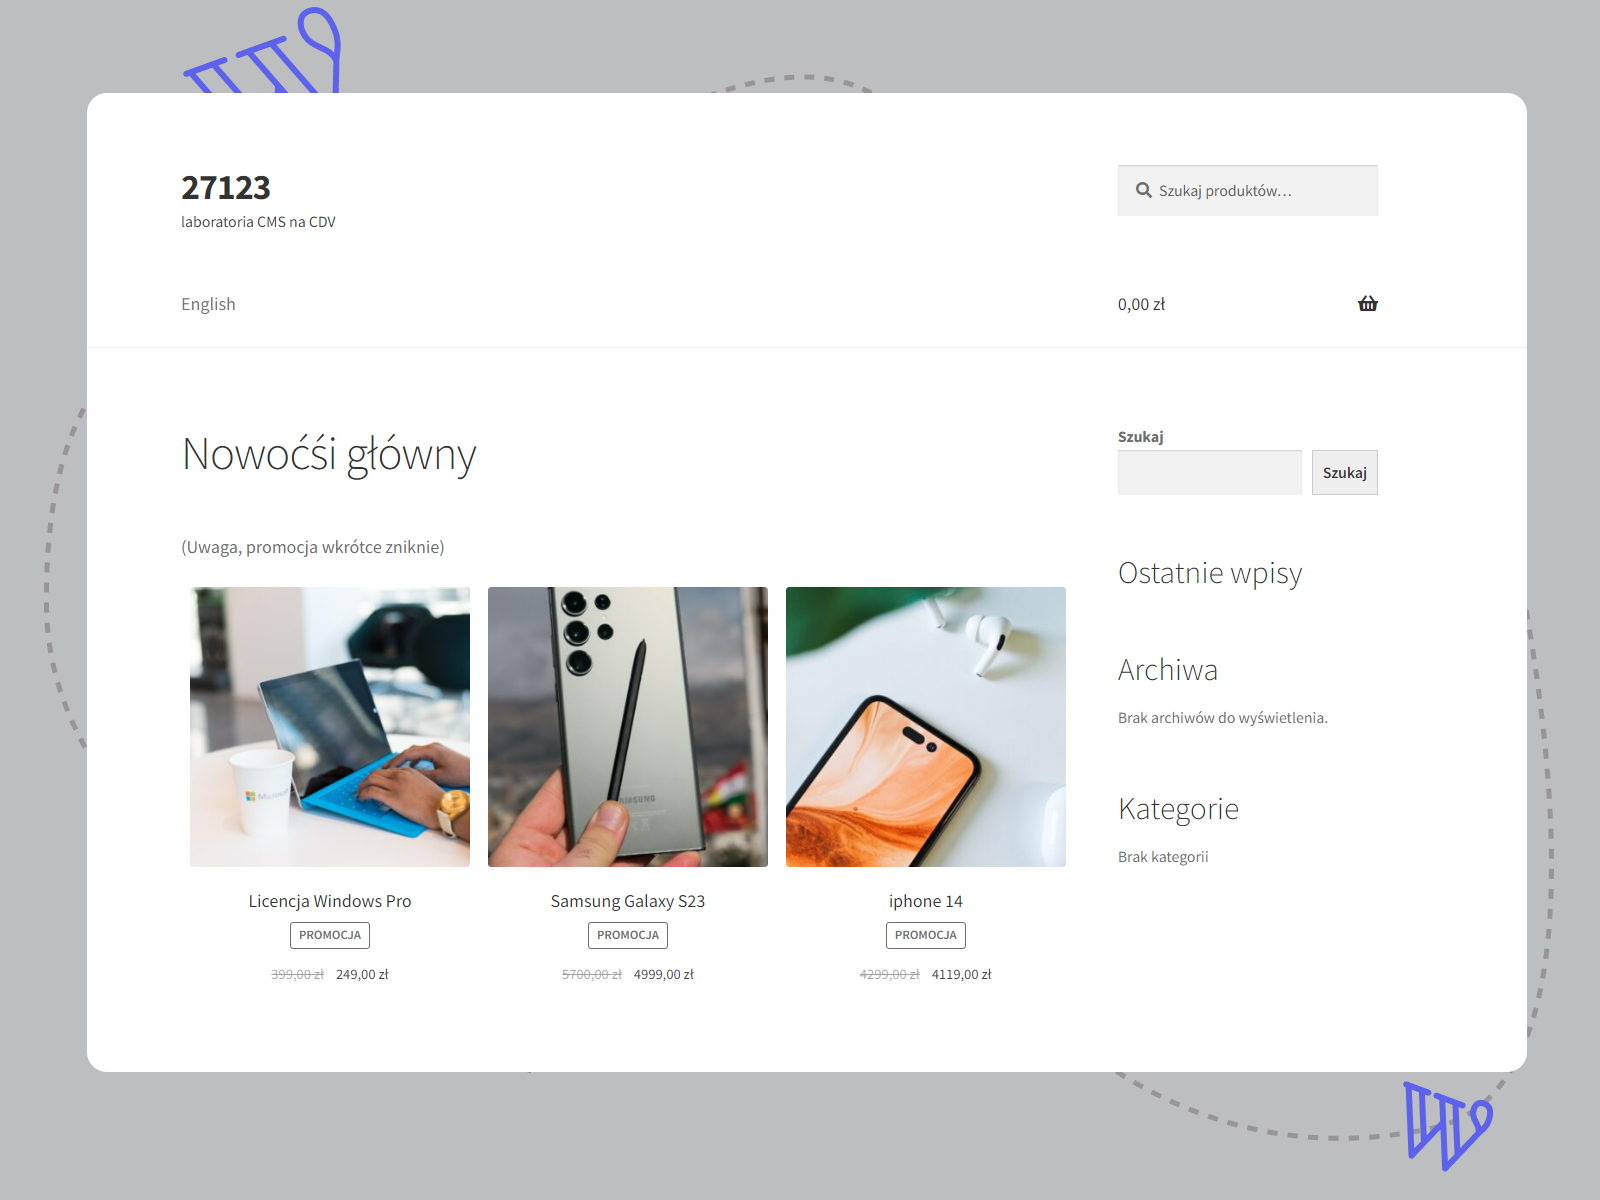 27123
laboratoria CMS na CDV
Szukaj produktów…
English
0,00 zł
Nowoćśi główny
(Uwaga, promocja wkrótce zniknie)
Microsoft
SAMSUNG
Licencja Windows Pro
PROMOCJA
399,00 zł 249,00 zł
Samsung Galaxy S23
PROMOCJA
5700,00 zł 4999,00 zł
iphone 14
PROMOCJA
4299,00 zł 4119,00 zł
Szukaj
Szukaj
Ostatnie wpisy
Archiwa
Brak archiwów do wyświetlenia.
Kategorie
Brak kategorii